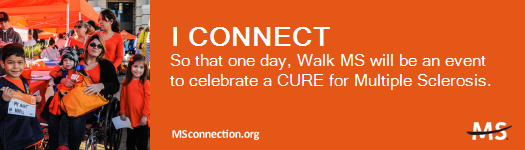 I CONNECT
So that one day, Walk MS will be an event
to celebrate a CURE for Multiple Sclerosis.
MSconnection.org
MS